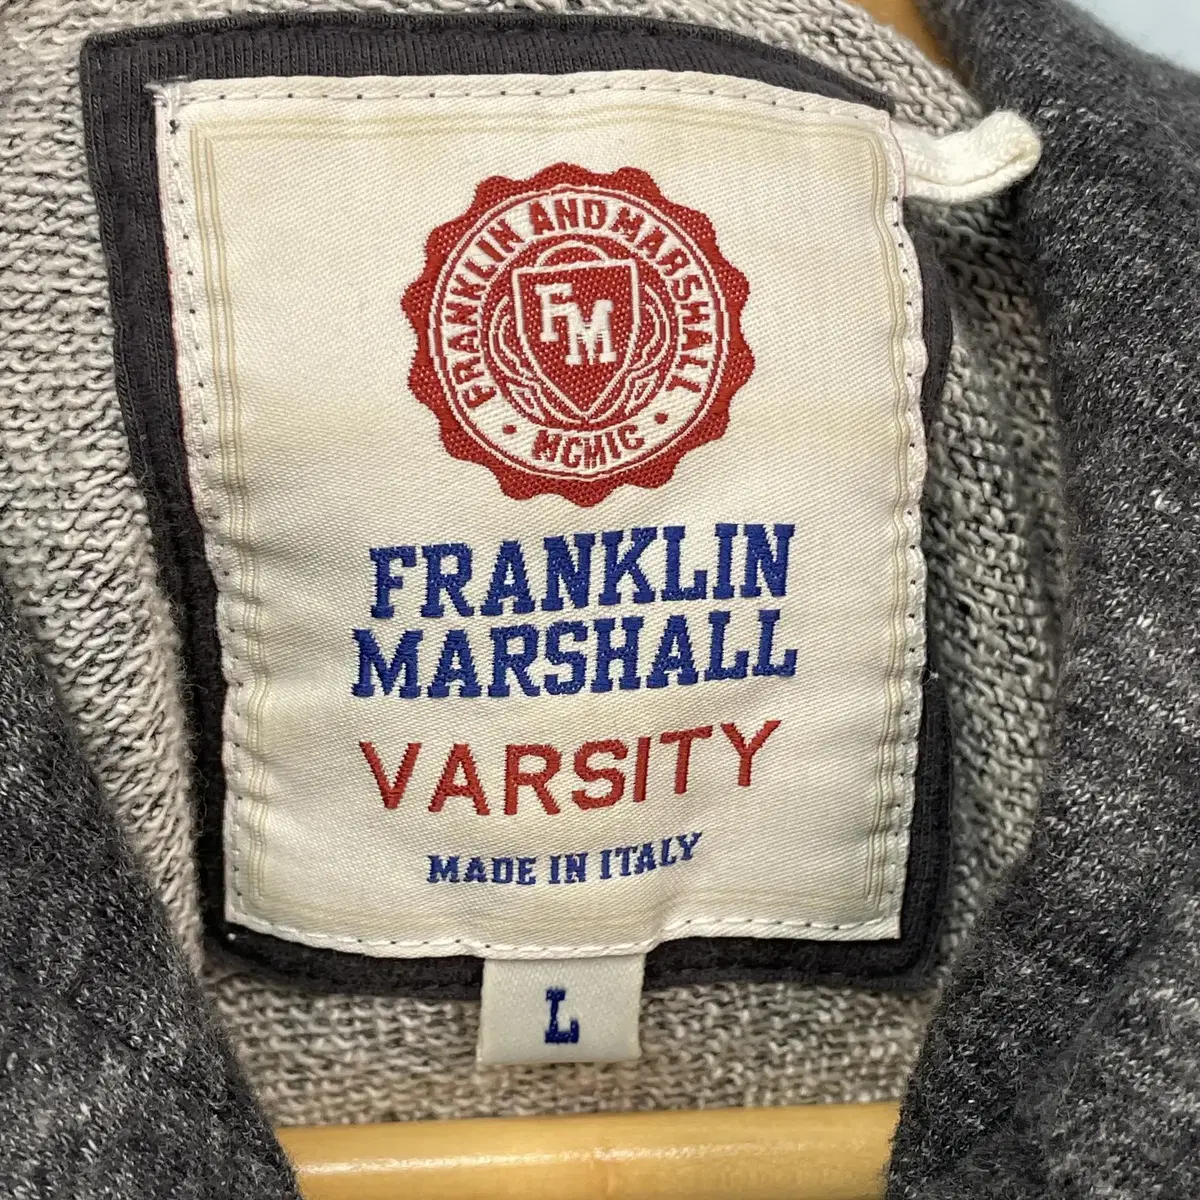 FRANKLIN AND MARSHALL
FM
• MCMIC •
FRANKLIN
MARSHALL
VARSITY
MADE IN ITALY
L